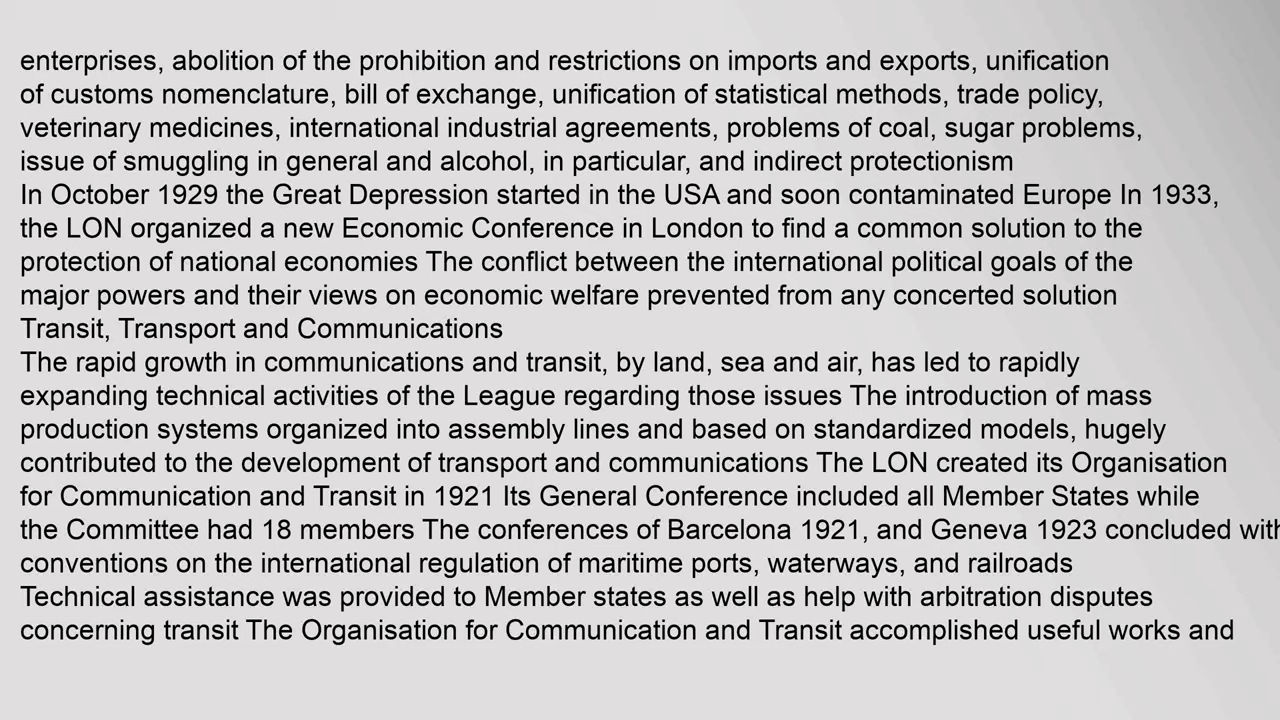 enterprises, abolition of the prohibition and restrictions on imports and exports, unification
of customs nomenclature, bill of exchange, unification of statistical methods, trade policy,
veterinary medicines, international industrial agreements, problems of coal, sugar problems,
issue of smuggling in general and alcohol, in particular, and indirect protectionism
In October 1929 the Great Depression started in the USA and soon contaminated Europe In 1933,
the LON organized a new Economic Conference in London to find a common solution to the
protection of national economies The conflict between the international political goals of the
major powers and their views on economic welfare prevented from any concerted solution
Transit, Transport and Communications
The rapid growth in communications and transit, by land, sea and air, has led to rapidly
expanding technical activities of the League regarding those issues The introduction of mass
production systems organized into assembly lines and based on standardized models, hugely
contributed to the development of transport and communications The LON created its Organisation
for Communication and Transit in 1921 Its General Conference included all Member States while
the Committee had 18 members The conferences of Barcelona 1921, and Geneva 1923 concluded with
conventions on the international regulation of maritime ports, waterways, and railroads
Technical assistance was provided to Member states as well as help with arbitration disputes
concerning transit The Organisation for Communication and Transit accomplished useful works and